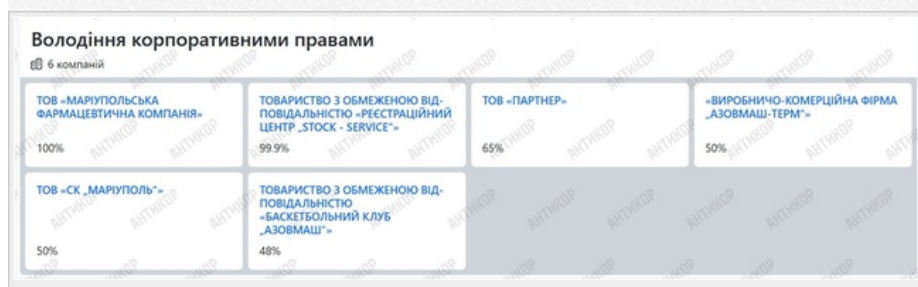 Володіння корпоративними правами
6 компаній
ТОВ «МАРІУПОЛЬСЬКА
ФАРМАЦЕВТИЧНА КОМПАНІЯ»
100%
ТОВАРИСТВО З ОБМЕЖЕНОЮ ВІД-
ПОВІДАЛЬНІСТЮ «РЕЄСТРАЦІЙНИЙ
ЦЕНТР „STOCK - SERVICE"»
99.9%
ТОВ «ПАРТНЕР»
65%
«ВИРОБНИЧО-КОМЕРЦІЙНА ФІРМА
„АЗОВМАШ-ТЕРМ"»
50%
ТОВ «СК „МАРІУПОЛЬ"»
50%
ТОВАРИСТВО З ОБМЕЖЕНОЮ ВІД-
ПОВІДАЛЬНІСТЮ
«БАСКЕТБОЛЬНИЙ КЛУБ
„АЗОВМАШ"»
48%
АНТИКОР